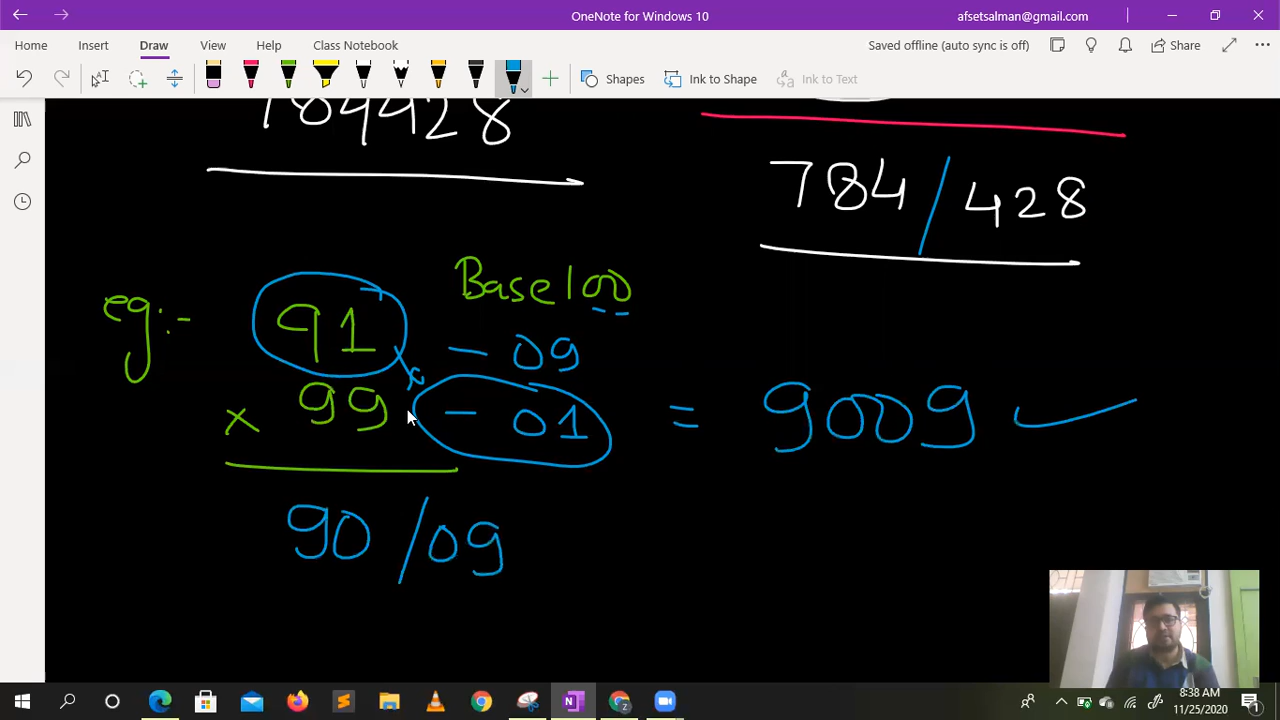 OneNote for Windows 10
afsetsalman@gmail.com
Home Insert Draw View Help Class Notebook
Saved offline (auto sync is off)
Share
Shapes Ink to Shape Ink to Text
784428
784/428
eg:- 91 Base 100
- 09
x 99 - 01 = 9009
90/09
8:38 AM
11/25/2020